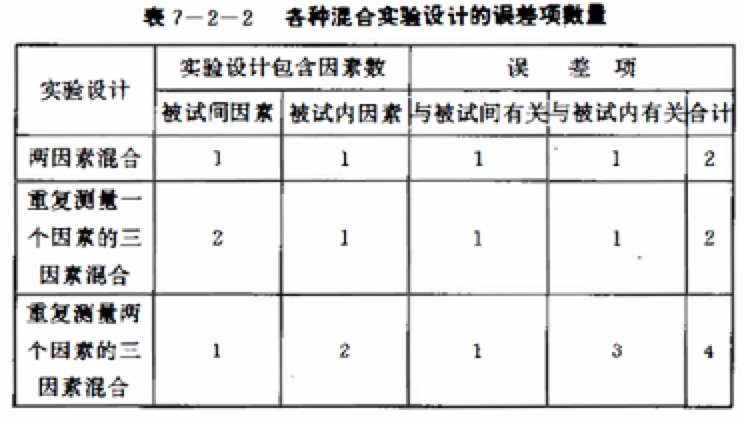 表 7－2－2 各种混合实验设计的误差项数量
实验设计 实验设计包含因素数 误 差 项
被试间因素 被试内因素 与被试间有关 与被试内有关 合计
两因素混合 1 1 1 1 2
重复测量一
个因素的三 2 1 1 1 2
因素混合
重复测量两
个因素的三 1 2 1 3 4
因素混合